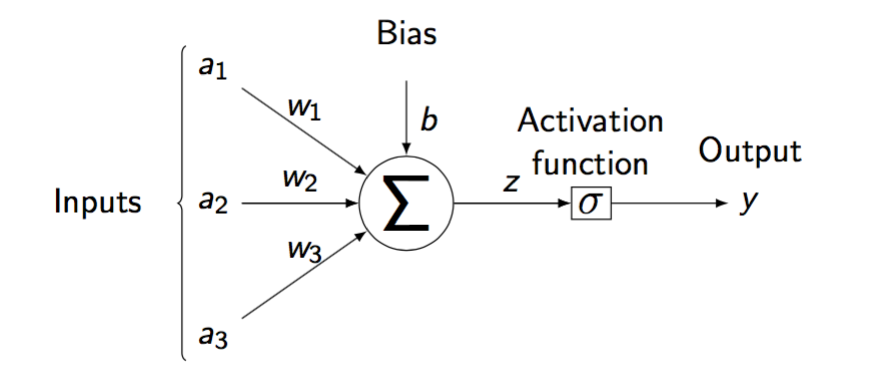 Bias
a1
w1
b
Activation
function
Output
Inputs
a2
w2
Σ
z
σ
y
w3
a3